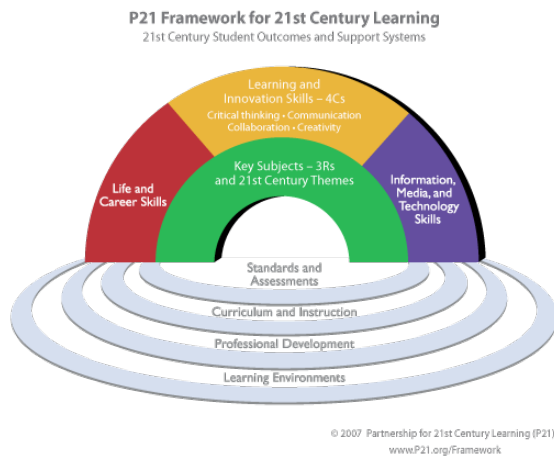 P21 Framework for 21st Century Learning
21st Century Student Outcomes and Support Systems
Learning and
Innovation Skills – 4Cs
Critical thinking • Communication
Collaboration • Creativity
Key Subjects – 3Rs
and 21st Century Themes
Life and
Career Skills
Information,
Media, and
Technology
Skills
Standards and
Assessments
Curriculum and Instruction
Professional Development
Learning Environments
© 2007 Partnership for 21st Century Learning (P21)
www.P21.org/Framework